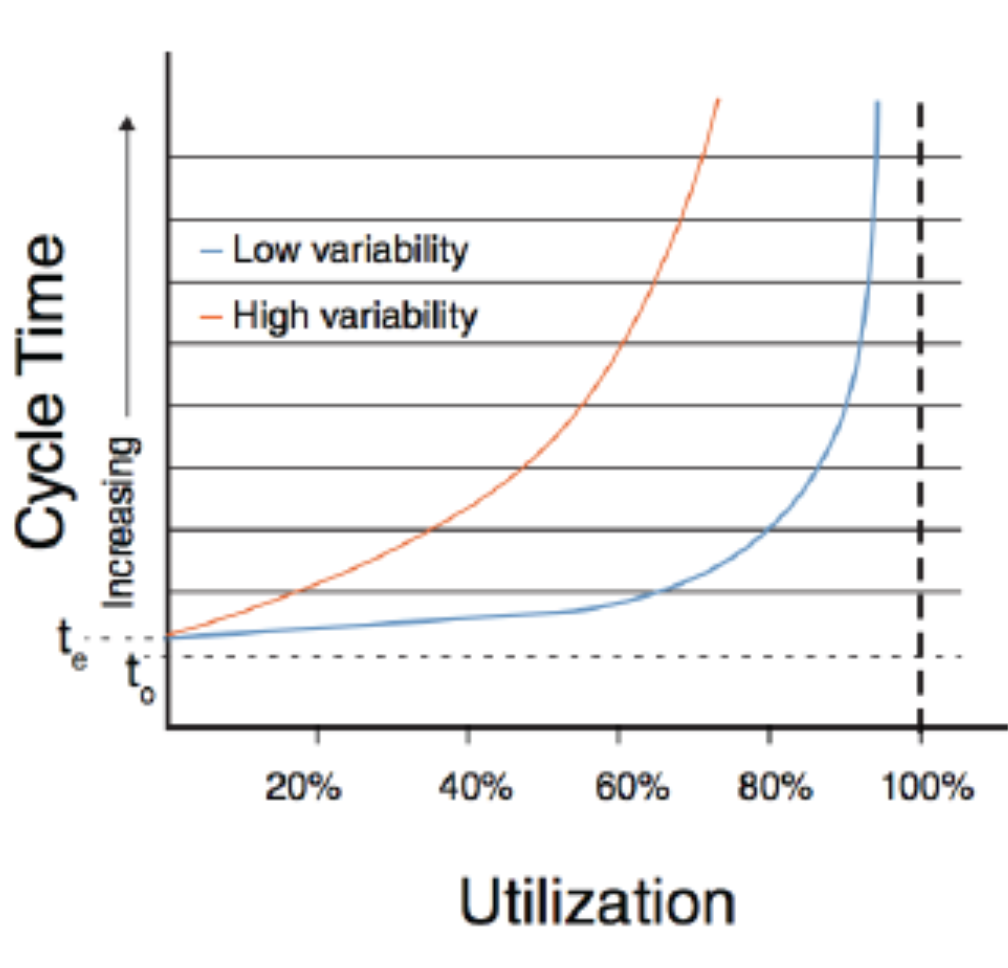 Cycle Time
Increasing
Low variability
High variability
te
to
20%
40%
60%
80%
100%
Utilization